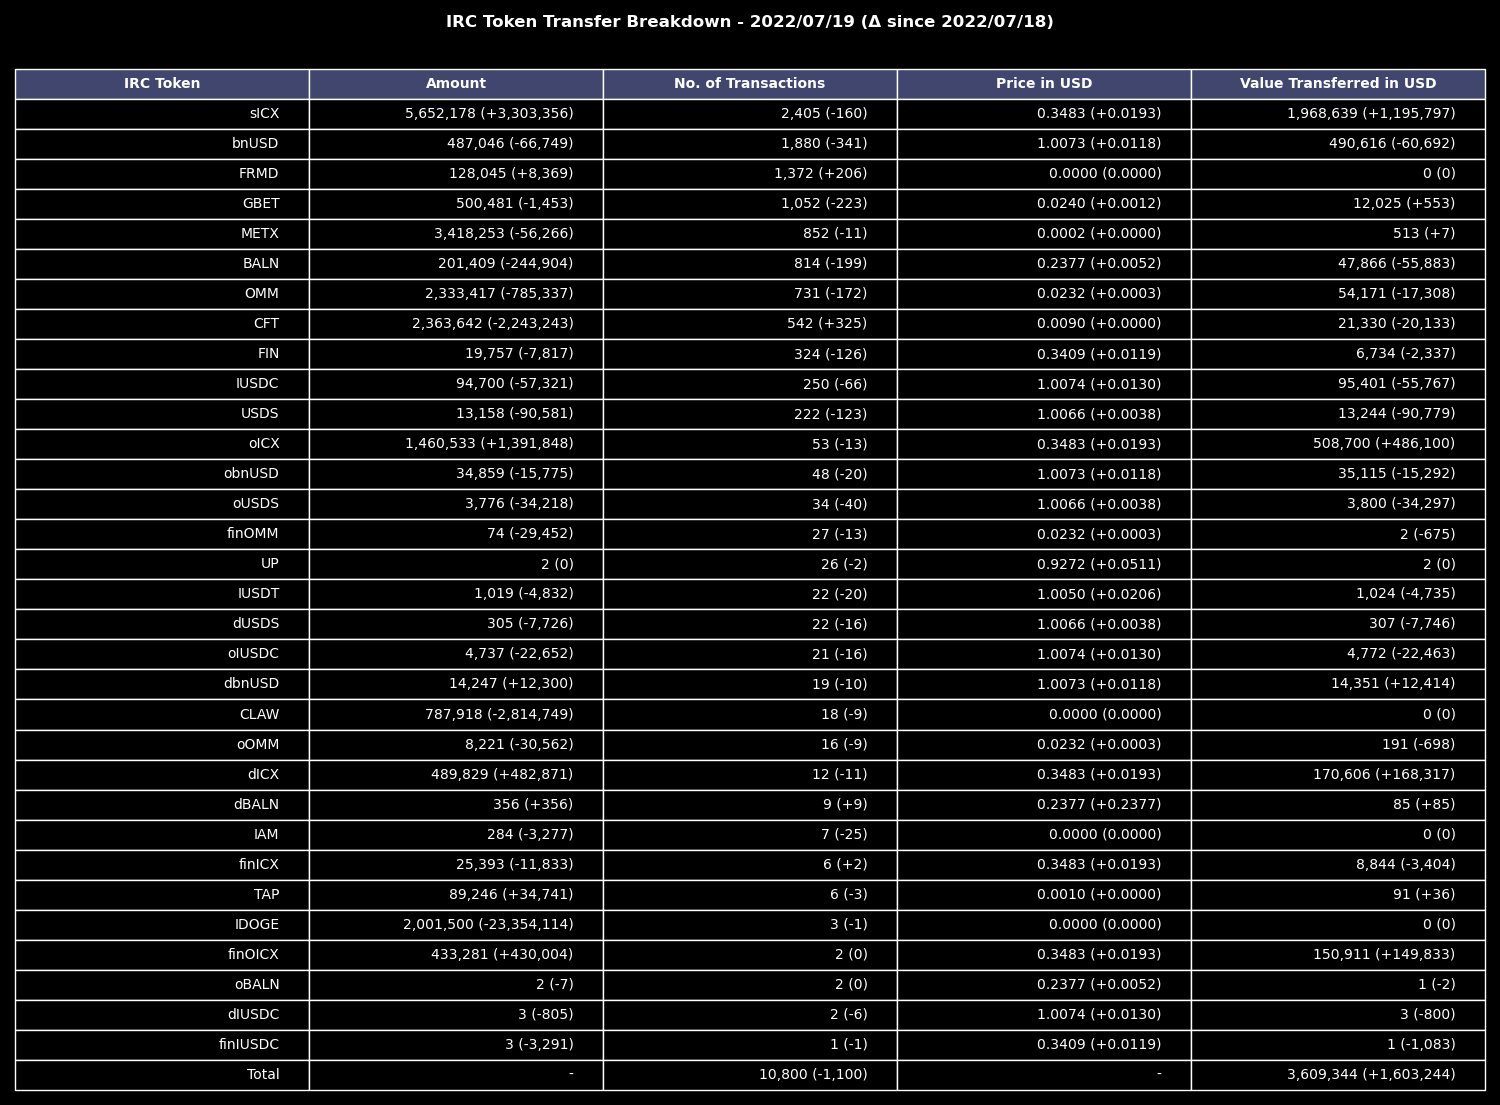 IRC Token Transfer Breakdown - 2022/07/19 (Δ since 2022/07/18)
IRC Token Amount No. of Transactions Price in USD Value Transferred in USD
sICX 5,652,178 (+3,303,356) 2,405 (-160) 0.3483 (+0.0193) 1,968,639 (+1,195,797)
bnUSD 487,046 (-66,749) 1,880 (-341) 1.0073 (+0.0118) 490,616 (-60,692)
FRMD 128,045 (+8,369) 1,372 (+206) 0.0000 (0.0000) 0 (0)
GBET 500,481 (-1,453) 1,052 (-223) 0.0240 (+0.0012) 12,025 (+553)
METX 3,418,253 (-56,266) 852 (-11) 0.0002 (+0.0000) 513 (+7)
BALN 201,409 (-244,904) 814 (-199) 0.2377 (+0.0052) 47,866 (-55,883)
OMM 2,333,417 (-785,337) 731 (-172) 0.0232 (+0.0003) 54,171 (-17,308)
CFT 2,363,642 (-2,243,243) 542 (+325) 0.0090 (+0.0000) 21,330 (-20,133)
FIN 19,757 (-7,817) 324 (-126) 0.3409 (+0.0119) 6,734 (-2,337)
IUSDC 94,700 (-57,321) 250 (-66) 1.0074 (+0.0130) 95,401 (-55,767)
USDS 13,158 (-90,581) 222 (-123) 1.0066 (+0.0038) 13,244 (-90,779)
oICX 1,460,533 (+1,391,848) 53 (-13) 0.3483 (+0.0193) 508,700 (+486,100)
obnUSD 34,859 (-15,775) 48 (-20) 1.0073 (+0.0118) 35,115 (-15,292)
oUSDS 3,776 (-34,218) 34 (-40) 1.0066 (+0.0038) 3,800 (-34,297)
finOMM 74 (-29,452) 27 (-13) 0.0232 (+0.0003) 2 (-675)
UP 2 (0) 26 (-2) 0.9272 (+0.0511) 2 (0)
IUSDT 1,019 (-4,832) 22 (-20) 1.0050 (+0.0206) 1,024 (-4,735)
dUSDS 305 (-7,726) 22 (-16) 1.0066 (+0.0038) 307 (-7,746)
oIUSDC 4,737 (-22,652) 21 (-16) 1.0074 (+0.0130) 4,772 (-22,463)
dbnUSD 14,247 (+12,300) 19 (-10) 1.0073 (+0.0118) 14,351 (+12,414)
CLAW 787,918 (-2,814,749) 18 (-9) 0.0000 (0.0000) 0 (0)
oOMM 8,221 (-30,562) 16 (-9) 0.0232 (+0.0003) 191 (-698)
dICX 489,829 (+482,871) 12 (-11) 0.3483 (+0.0193) 170,606 (+168,317)
dBALN 356 (+356) 9 (+9) 0.2377 (+0.2377) 85 (+85)
IAM 284 (-3,277) 7 (-25) 0.0000 (0.0000) 0 (0)
finICX 25,393 (-11,833) 6 (+2) 0.3483 (+0.0193) 8,844 (-3,404)
TAP 89,246 (+34,741) 6 (-3) 0.0010 (+0.0000) 91 (+36)
IDOGE 2,001,500 (-23,354,114) 3 (-1) 0.0000 (0.0000) 0 (0)
finOICX 433,281 (+430,004) 2 (0) 0.3483 (+0.0193) 150,911 (+149,833)
oBALN 2 (-7) 2 (0) 0.2377 (+0.0052) 1 (-2)
dIUSDC 3 (-805) 2 (-6) 1.0074 (+0.0130) 3 (-800)
finIUSDC 3 (-3,291) 1 (-1) 0.3409 (+0.0119) 1 (-1,083)
Total - 10,800 (-1,100) - 3,609,344 (+1,603,244)